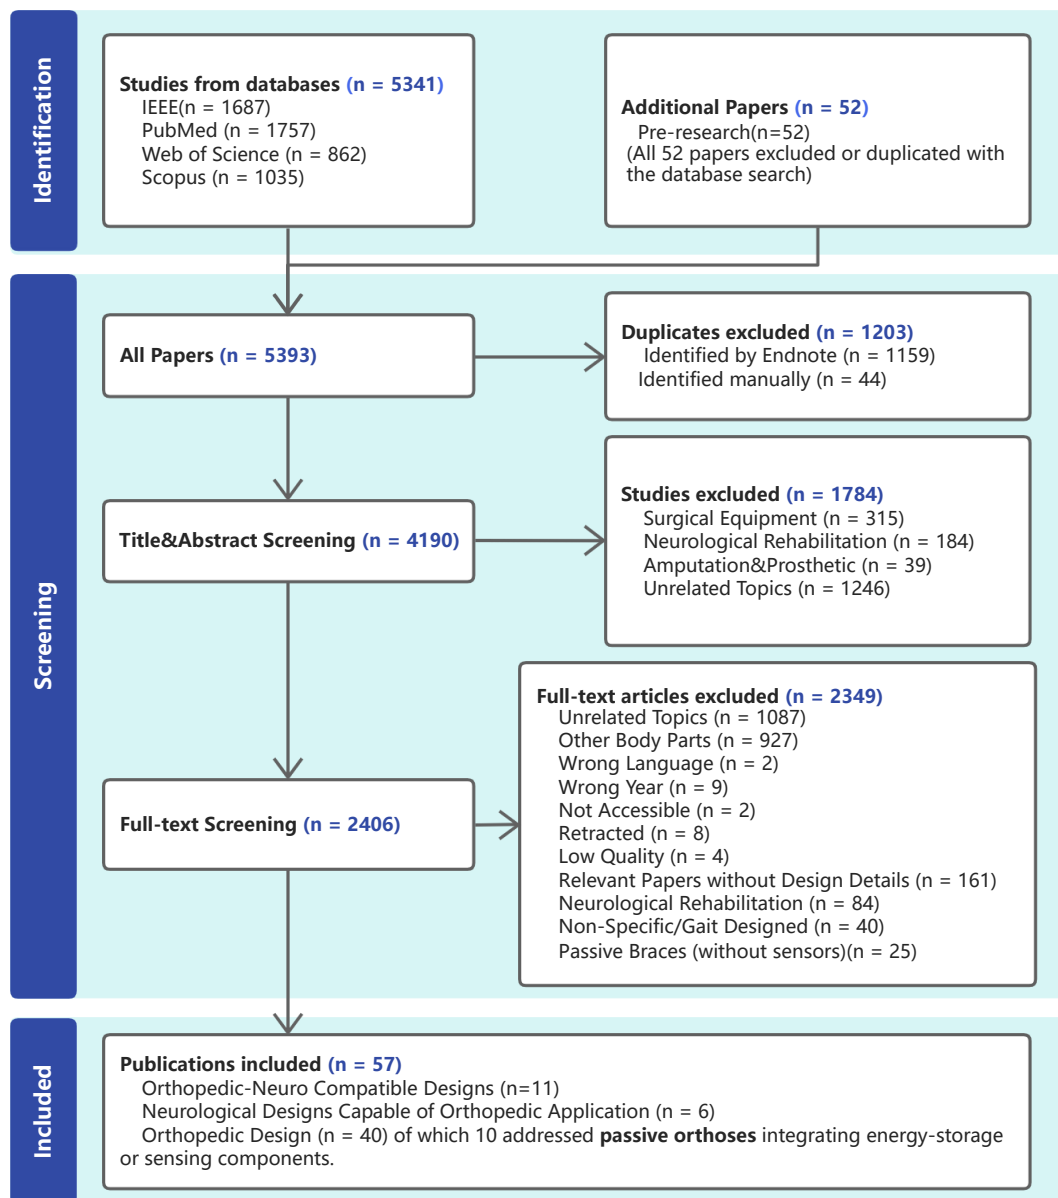 Identification
Studies from databases (n = 5341)
IEEE(n = 1687)
PubMed (n = 1757)
Web of Science (n = 862)
Scopus (n = 1035)
Additional Papers (n = 52)
Pre-research(n=52)
(All 52 papers excluded or duplicated with
the database search)
Screening
All Papers (n = 5393)
Duplicates excluded (n = 1203)
Identified by Endnote (n = 1159)
Identified manually (n = 44)
Title&Abstract Screening (n = 4190)
Studies excluded (n = 1784)
Surgical Equipment (n = 315)
Neurological Rehabilitation (n = 184)
Amputation&Prosthetic (n = 39)
Unrelated Topics (n = 1246)
Full-text Screening (n = 2406)
Full-text articles excluded (n = 2349)
Unrelated Topics (n = 1087)
Other Body Parts (n = 927)
Wrong Language (n = 2)
Wrong Year (n = 9)
Not Accessible (n = 2)
Retracted (n = 8)
Low Quality (n = 4)
Relevant Papers without Design Details (n = 161)
Neurological Rehabilitation (n = 84)
Non-Specific/Gait Designed (n = 40)
Passive Braces (without sensors)(n = 25)
Included
Publications included (n = 57)
Orthopedic-Neuro Compatible Designs (n=11)
Neurological Designs Capable of Orthopedic Application (n = 6)
Orthopedic Design (n = 40) of which 10 addressed passive orthoses integrating energy-storage
or sensing components.